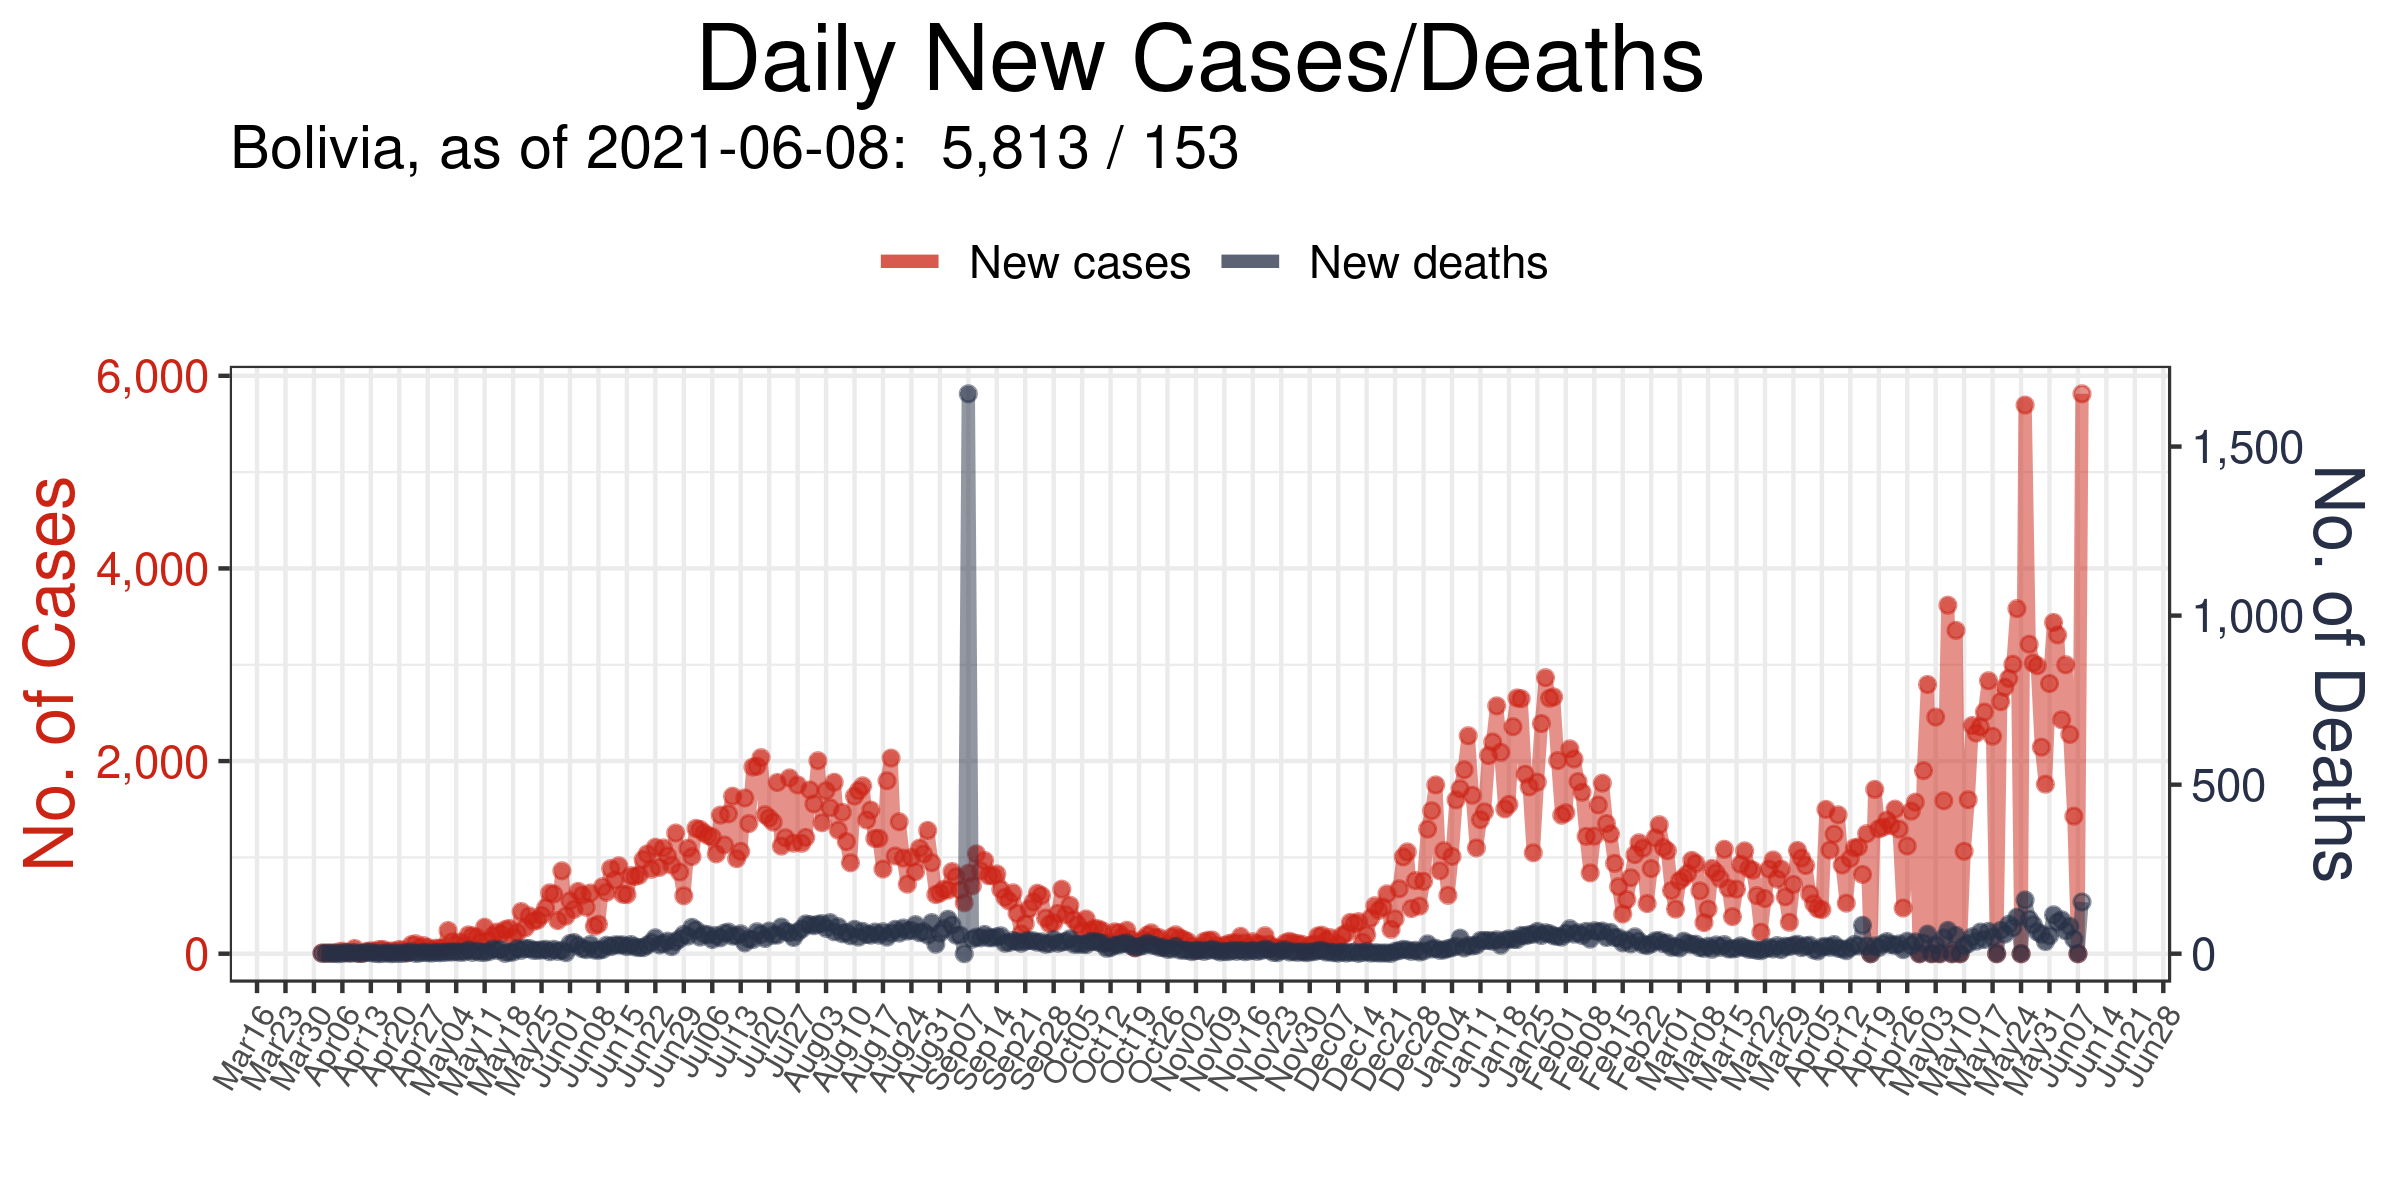 Daily New Cases/Deaths
Bolivia, as of 2021-06-08:  5,813 / 153
New cases
New deaths
No. of Cases
6,000
4,000
2,000
0
1,500
1,000
500
0
No. of Deaths
Mar16
Mar23
Mar30
Apr06
Apr13
Apr20
Apr27
May04
May11
May18
May25
Jun01
Jun08
Jun15
Jun22
Jun29
Jul06
Jul13
Jul20
Jul27
Aug03
Aug10
Aug17
Aug24
Aug31
Sep07
Sep14
Sep21
Sep28
Oct05
Oct12
Oct19
Oct26
Nov02
Nov09
Nov16
Nov23
Nov30
Dec07
Dec14
Dec21
Dec28
Jan04
Jan11
Jan18
Jan25
Feb01
Feb08
Feb15
Feb22
Mar01
Mar08
Mar15
Mar22
Mar29
Apr05
Apr12
Apr19
Apr26
May03
May10
May17
May24
May31
Jun07
Jun14
Jun21
Jun28